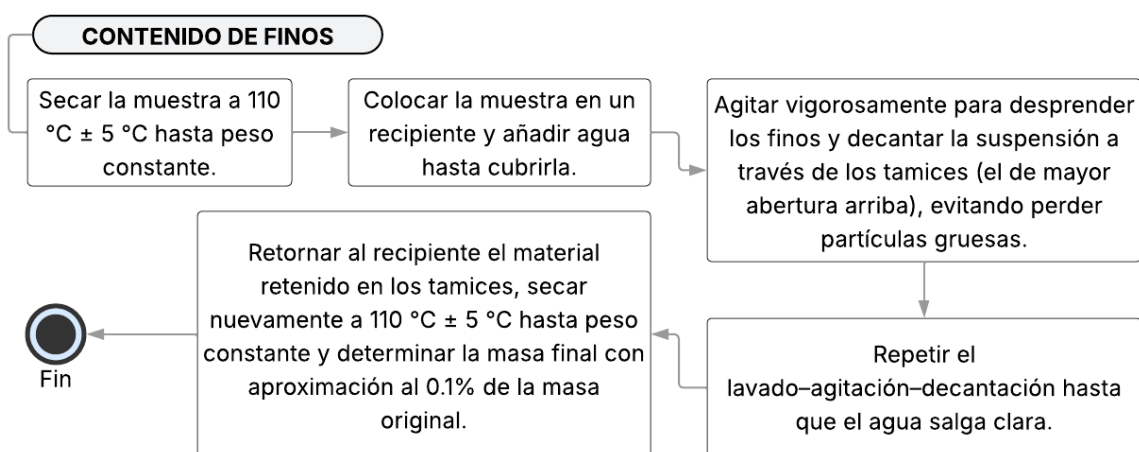 CONTENIDO DE FINOS
Secar la muestra a 110
°C ± 5 °C hasta peso
constante.
Colocar la muestra en un
recipiente y añadir agua
hasta cubrirla.
Agitar vigorosamente para desprender
los finos y decantar la suspensión a
través de los tamices (el de mayor
abertura arriba), evitando perder
partículas gruesas.
Repetir el
lavado–agitación–decantación hasta
que el agua salga clara.
Retornar al recipiente el material
retenido en los tamices, secar
nuevamente a 110 °C ± 5 °C hasta peso
constante y determinar la masa final con
aproximación al 0.1% de la masa
original.
Fin